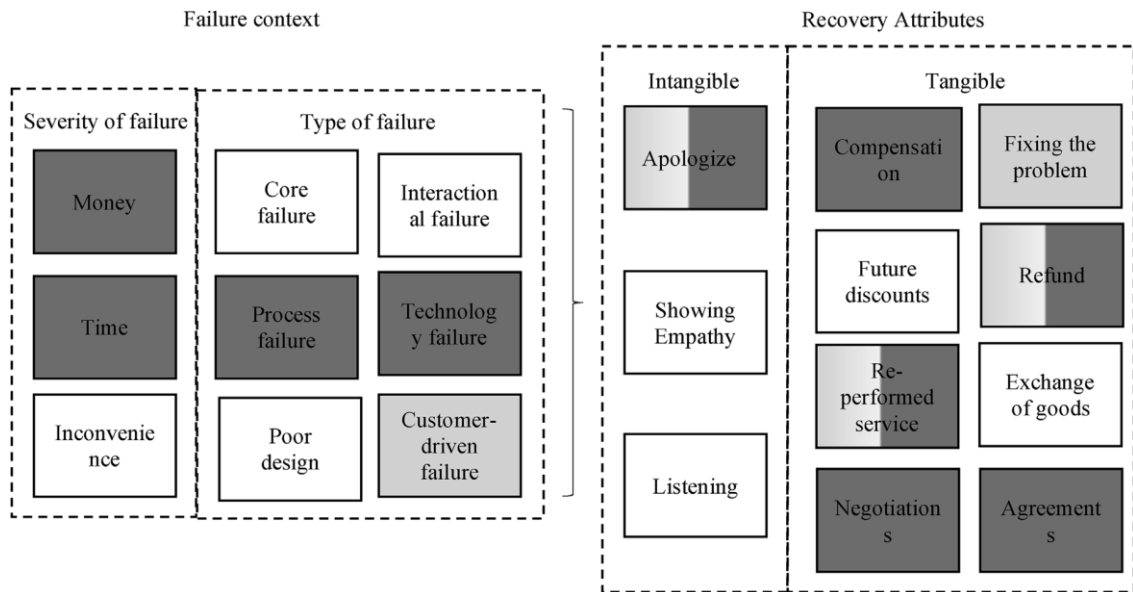 Failure context
Recovery Attributes
Severity of failure
Type of failure
Money
Core
failure
Interaction
al failure
Time
Process
failure
Technolog
y failure
Inconvenie
nce
Poor
design
Customer-
driven
failure
Intangible
Tangible
Apologize
Compensati
on
Fixing the
problem
Showing
Empathy
Future
discounts
Refund
Re-
performed
service
Exchange
of goods
Listening
Negotiation
s
Agreement
s